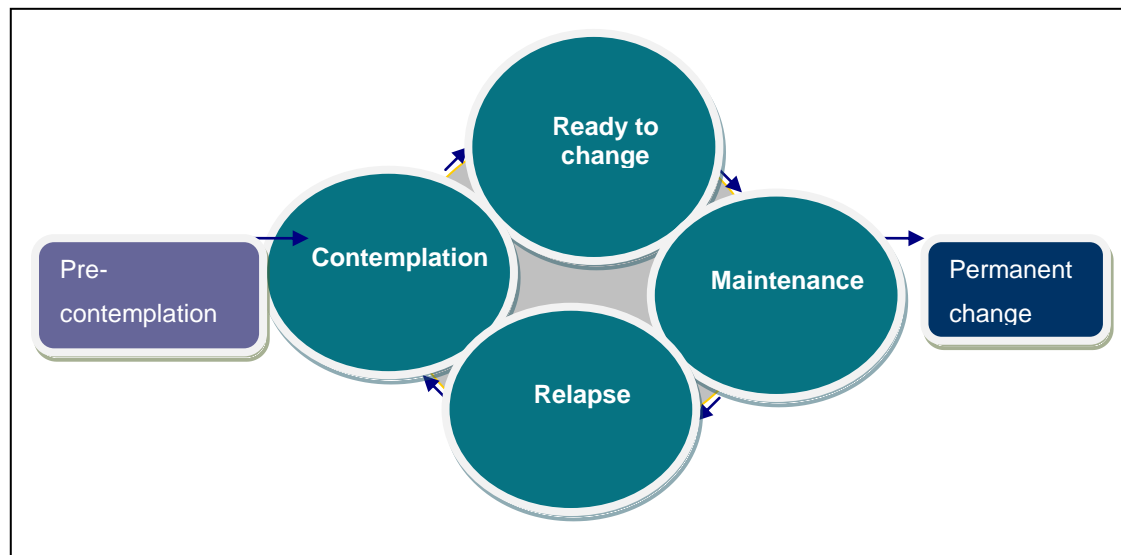 Ready to
change
Contemplation
Pre-
contemplation
Maintenance
Permanent
change
Relapse